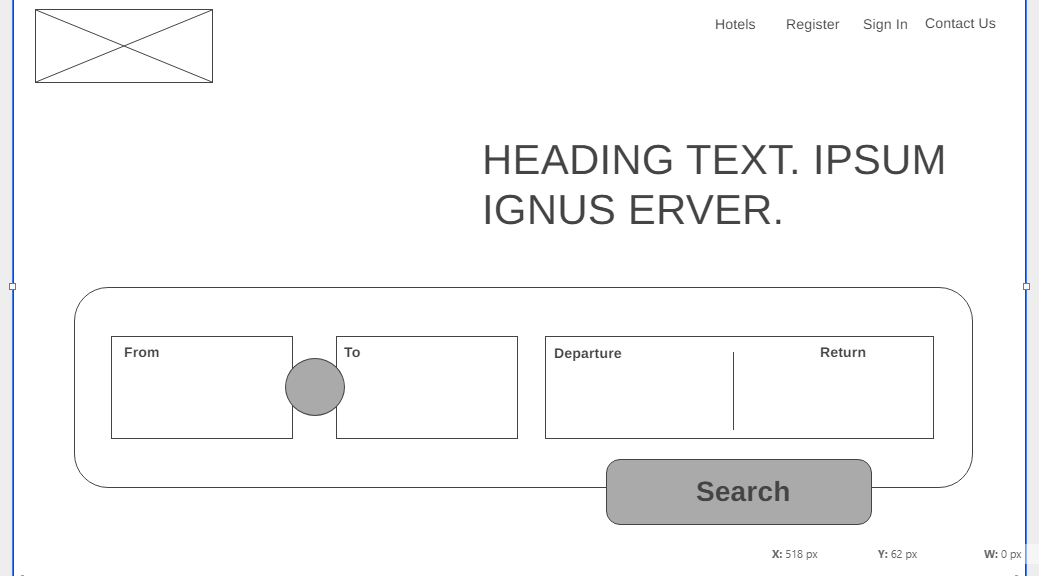 Hotels Register Sign In Contact Us
HEADING TEXT. IPSUM
IGNUS ERVER.
From To Departure Return
Search
X: 518 px Y: 62 px W: 0 px